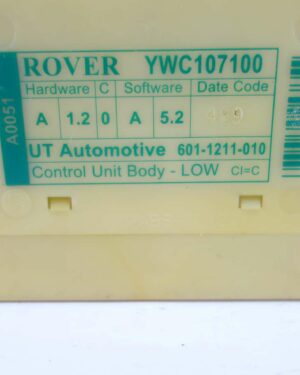 A0051
ROVER YWC107100
Hardware C Software Date Code
A 1.2 0 A 5.2
UT Automotive 601-1211-010
Control Unit Body - LOW CI=C